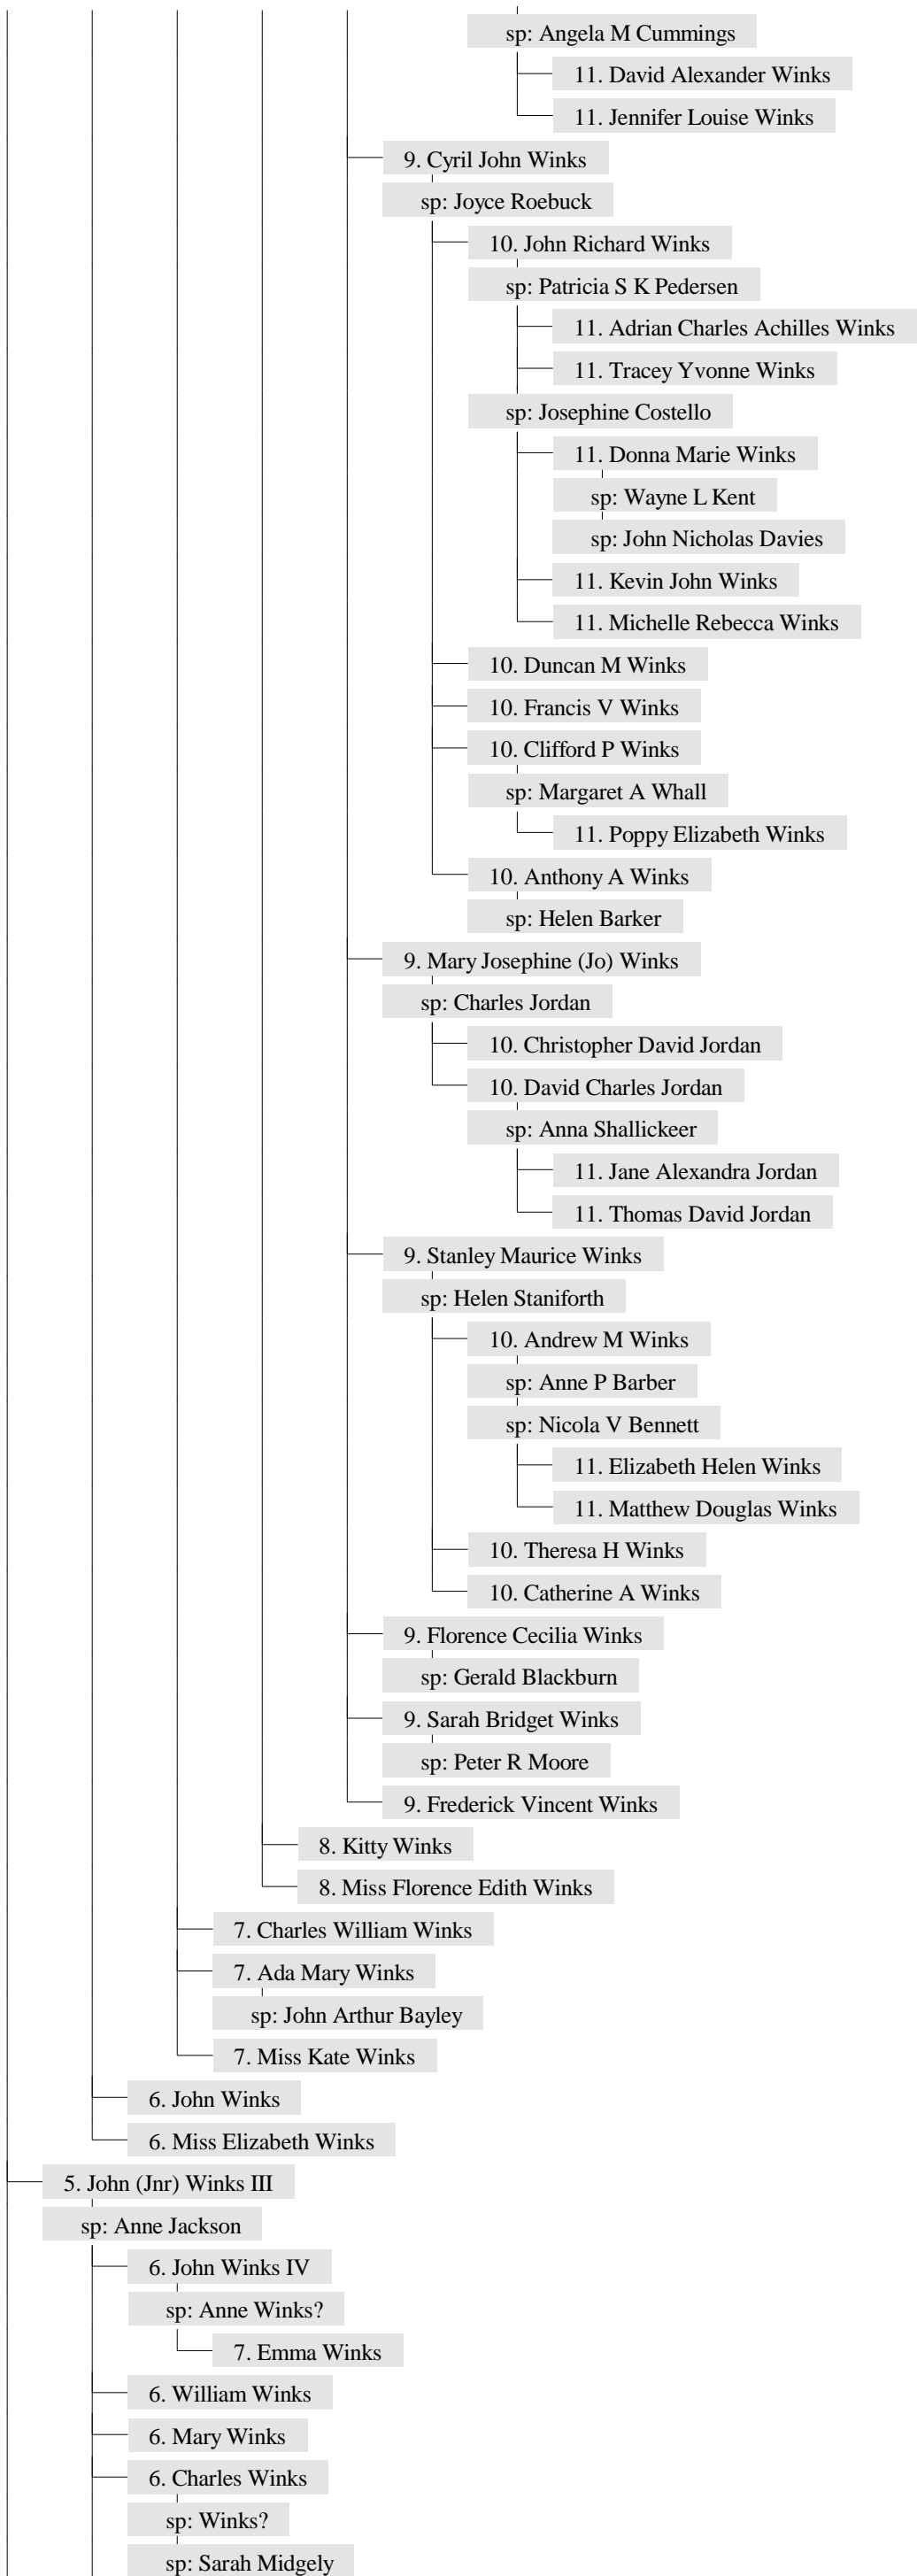 sp: Angela M Cummings
11. David Alexander Winks
11. Jennifer Louise Winks
9. Cyril John Winks
sp: Joyce Roebuck
10. John Richard Winks
sp: Patricia S K Pedersen
11. Adrian Charles Achilles Winks
11. Tracey Yvonne Winks
sp: Josephine Costello
11. Donna Marie Winks
sp: Wayne L Kent
sp: John Nicholas Davies
11. Kevin John Winks
11. Michelle Rebecca Winks
10. Duncan M Winks
10. Francis V Winks
10. Clifford P Winks
sp: Margaret A Whall
11. Poppy Elizabeth Winks
10. Anthony A Winks
sp: Helen Barker
9. Mary Josephine (Jo) Winks
sp: Charles Jordan
10. Christopher David Jordan
10. David Charles Jordan
sp: Anna Shallickeer
11. Jane Alexandra Jordan
11. Thomas David Jordan
9. Stanley Maurice Winks
sp: Helen Staniforth
10. Andrew M Winks
sp: Anne P Barber
sp: Nicola V Bennett
11. Elizabeth Helen Winks
11. Matthew Douglas Winks
10. Theresa H Winks
10. Catherine A Winks
9. Florence Cecilia Winks
sp: Gerald Blackburn
9. Sarah Bridget Winks
sp: Peter R Moore
9. Frederick Vincent Winks
8. Kitty Winks
8. Miss Florence Edith Winks
7. Charles William Winks
7. Ada Mary Winks
sp: John Arthur Bayley
7. Miss Kate Winks
6. John Winks
6. Miss Elizabeth Winks
5. John (Jnr) Winks III
sp: Anne Jackson
6. John Winks IV
sp: Anne Winks?
7. Emma Winks
6. William Winks
6. Mary Winks
6. Charles Winks
sp: Winks?
sp: Sarah Midgely